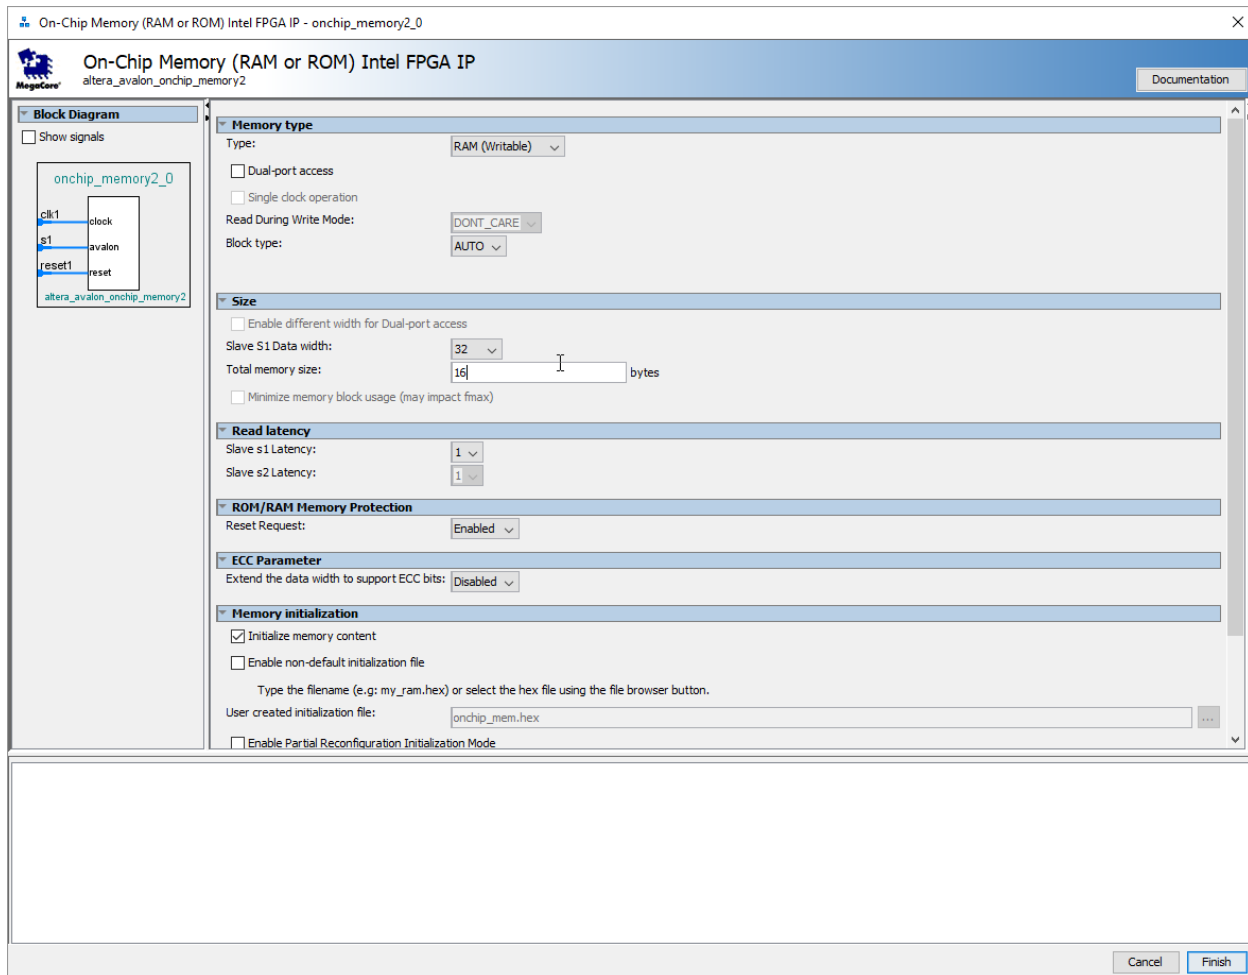 On-Chip Memory (RAM or ROM) Intel FPGA IP - onchip_memory2_0
MegaCore®
On-Chip Memory (RAM or ROM) Intel FPGA IP
altera_avalon_onchip_memory2
Documentation
Block Diagram
Show signals
onchip_memory2_0
clk1
clock
s1
avalon
reset1
reset
altera_avalon_onchip_memory2
Memory type
Type: RAM (Writable)
Dual-port access
Single clock operation
Read During Write Mode: DONT_CARE
Block type: AUTO
Size
Enable different width for Dual-port access
Slave S1 Data width: 32
Total memory size: 16 bytes
Minimize memory block usage (may impact fmax)
Read latency
Slave s1 Latency: 1
Slave s2 Latency: 1
ROM/RAM Memory Protection
Reset Request: Enabled
ECC Parameter
Extend the data width to support ECC bits: Disabled
Memory initialization
Initialize memory content
Enable non-default initialization file
Type the filename (e.g: my_ram.hex) or select the hex file using the file browser button.
User created initialization file: onchip_mem.hex ...
Enable Partial Reconfiguration Initialization Mode
Cancel Finish